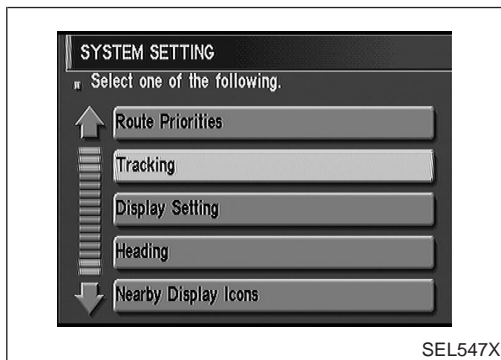 SYSTEM SETTING
Select one of the following.
Route Priorities
Tracking
Display Setting
Heading
Nearby Display Icons
SEL547X